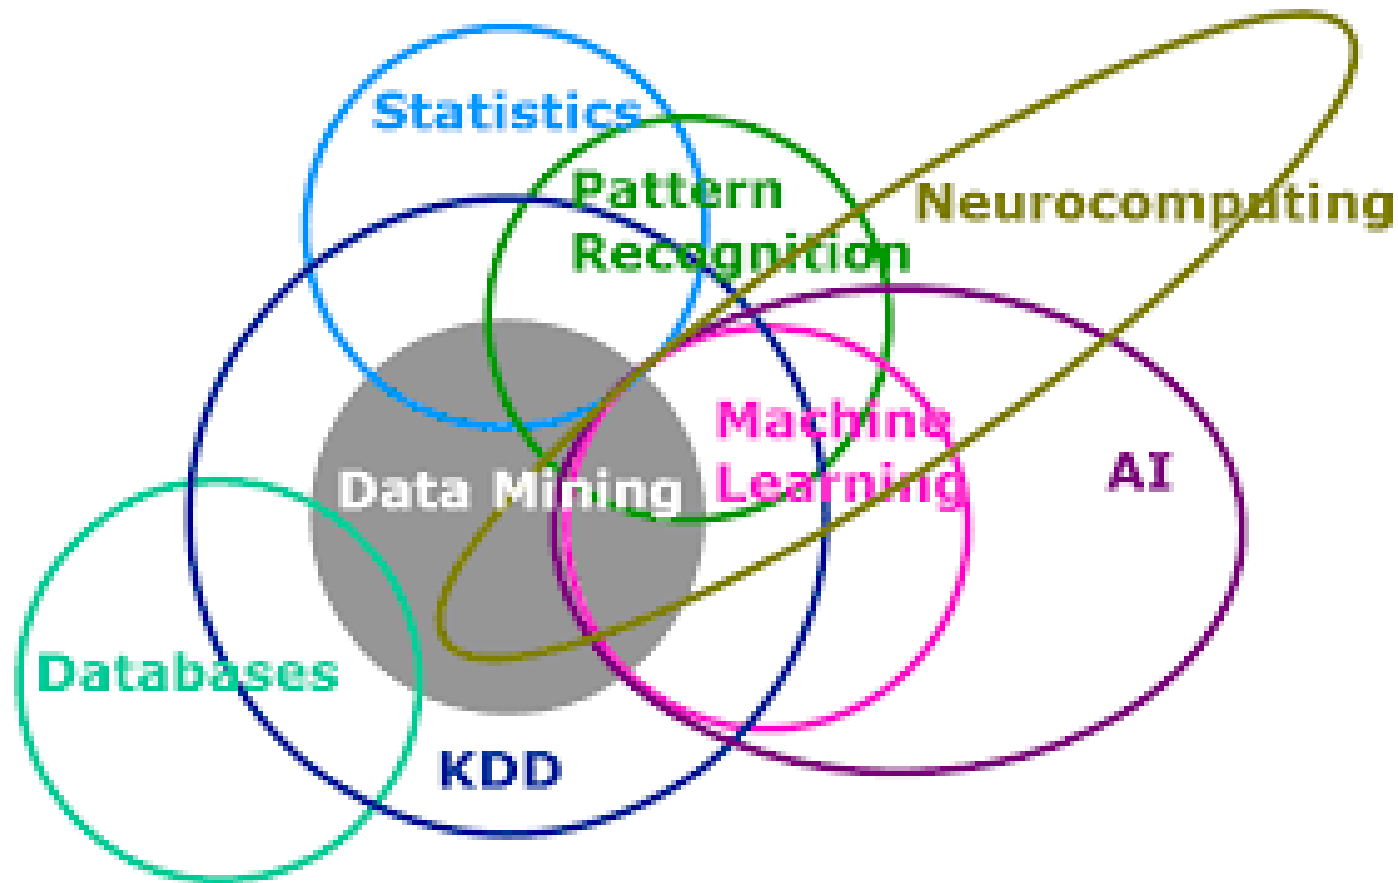 Statistics
Pattern
Recognition
Neurocomputing
Machine
Learning
AI
Data Mining
Databases
KDD